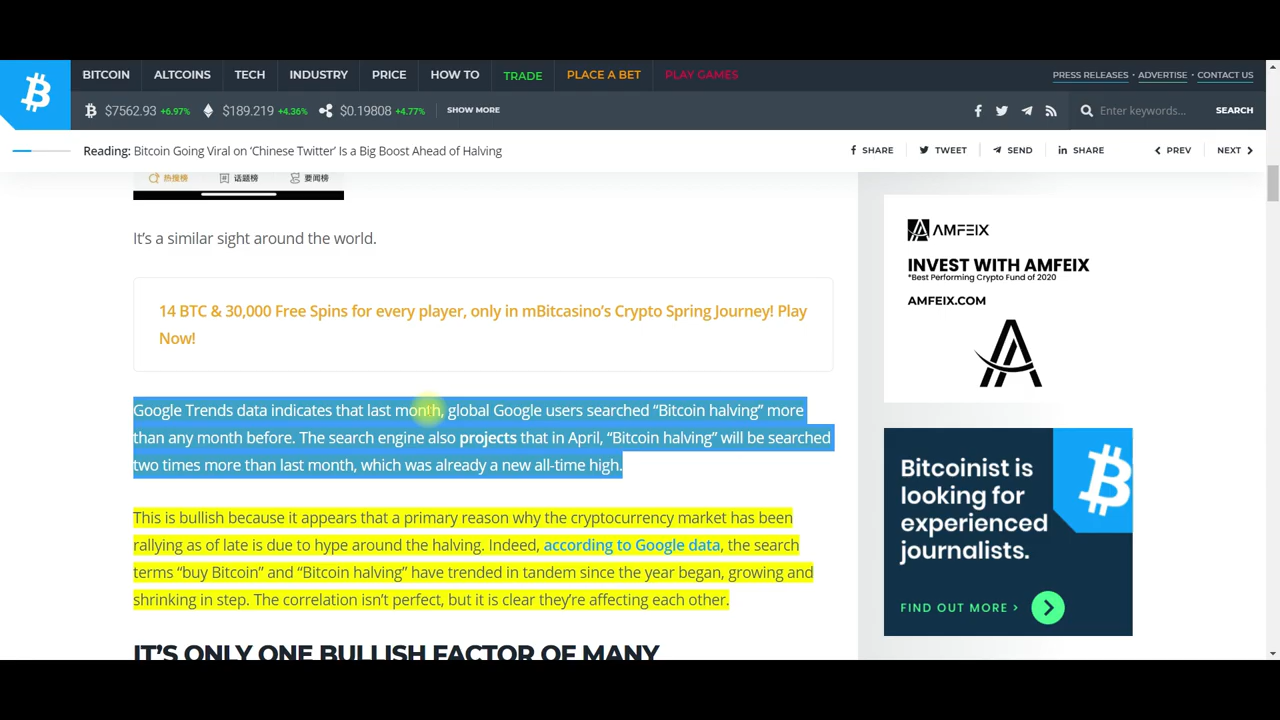 BITCOIN ALTCOINS TECH INDUSTRY PRICE HOW TO TRADE PLACE A BET PLAY GAMES PRESS RELEASES • ADVERTISE • CONTACT US
$7562.93 +6.97% $189.219 +4.36% $0.19808 +4.77% SHOW MORE Enter keywords... SEARCH
Reading: Bitcoin Going Viral on ‘Chinese Twitter’ Is a Big Boost Ahead of Halving SHARE TWEET SEND SHARE PREV NEXT
热搜榜 话题榜 要闻榜
It’s a similar sight around the world.
14 BTC & 30,000 Free Spins for every player, only in mBitcasino’s Crypto Spring Journey! Play
Now!
Google Trends data indicates that last month, global Google users searched “Bitcoin halving” more
than any month before. The search engine also projects that in April, “Bitcoin halving” will be searched
two times more than last month, which was already a new all-time high.
This is bullish because it appears that a primary reason why the cryptocurrency market has been
rallying as of late is due to hype around the halving. Indeed, according to Google data, the search
terms “buy Bitcoin” and “Bitcoin halving” have trended in tandem since the year began, growing and
shrinking in step. The correlation isn’t perfect, but it is clear they’re affecting each other.
IT’S ONLY ONE BULLISH FACTOR OF MANY
AMFEIX
INVEST WITH AMFEIX
*Best Performing Crypto Fund of 2020
AMFEIX.COM
Bitcoinist is
looking for
experienced
journalists.
FIND OUT MORE >